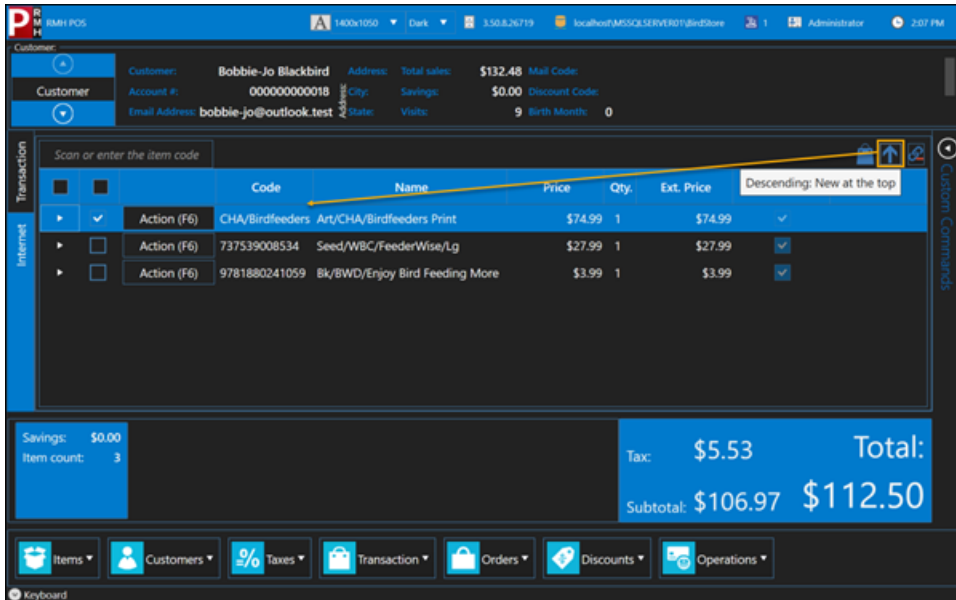 P RMH
RMH POS
A 1400x1050 Dark 3.50.8.26719 localhost\MSSQLSERVER01\BirdStore 1 Administrator 2:07 PM
Customer:
Customer
Customer: Bobbie-Jo Blackbird Address: Total sales: $132.48 Mail Code:
Account #: 000000000018 Address: City: Savings: $0.00 Discount Code:
Email Address: bobbie-jo@outlook.test State: Visits: 9 Birth Month: 0
Transaction
Internet
Scan or enter the item code
Code Name Price Qty. Ext. Price
Descending: New at the top
Action (F6) CHA/Birdfeeders Art/CHA/Birdfeeders Print $74.99 1 $74.99
Action (F6) 737539008534 Seed/WBC/FeederWise/Lg $27.99 1 $27.99
Action (F6) 9781880241059 Bk/BWD/Enjoy Bird Feeding More $3.99 1 $3.99
Custom Commands
Savings: $0.00
Item count: 3
Tax: $5.53 Total:
Subtotal: $106.97 $112.50
Items Customers Taxes Transaction Orders Discounts Operations
Keyboard